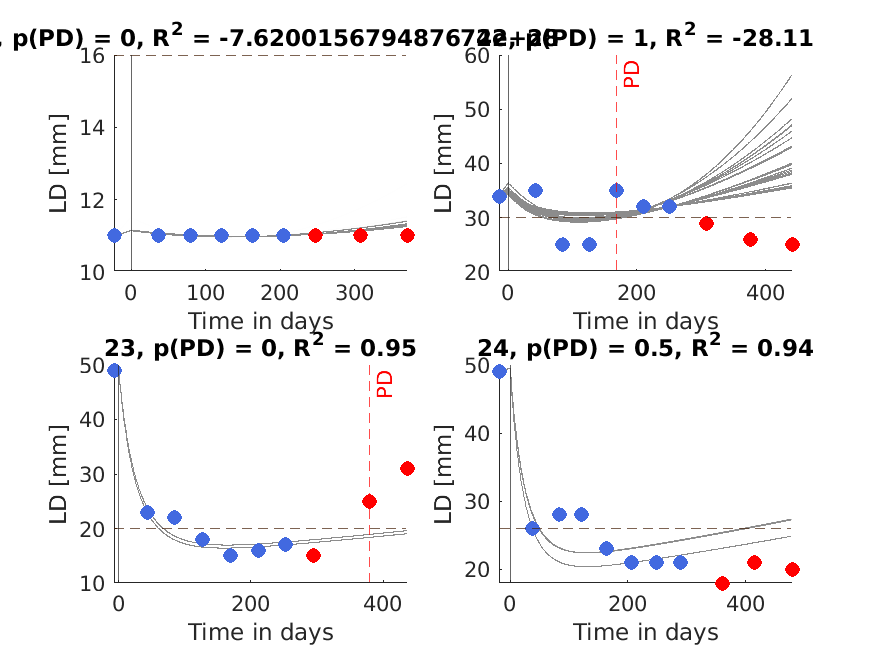 , p(PD) = 0, R² = -7.6200156794876742e+28
22, p(PD) = 1, R² = -28.11
16
14
12
10
LD [mm]
0
100
200
300
Time in days
60
50
40
30
20
LD [mm]
PD
0
200
400
Time in days
23, p(PD) = 0, R² = 0.95
50
40
30
20
10
LD [mm]
PD
0
200
400
Time in days
24, p(PD) = 0.5, R² = 0.94
50
40
30
20
LD [mm]
0
200
400
Time in days